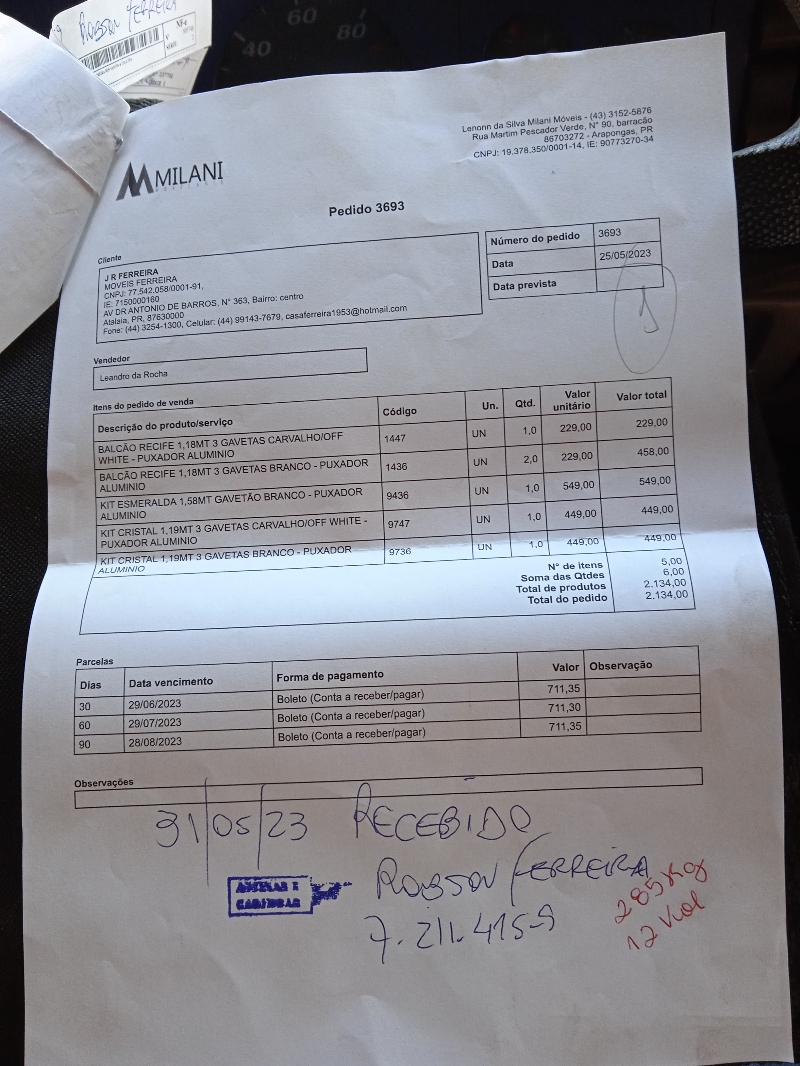 ROBSON FERREIRA
NF-e
40 60 80
MILANI
Lenonn da Silva Milani Móveis - (43) 3152-5876
Rua Martim Pescador Verde, N° 90, barracão
86703272 - Arapongas, PR
CNPJ: 19.378.350/0001-14, IE: 90773270-34
Pedido 3693
Cliente
J R FERREIRA
MOVEIS FERREIRA
CNPJ: 77.542.058/0001-91,
IE: 7150000160
AV DR ANTONIO DE BARROS, N° 363, Bairro: centro
Atalaia, PR, 87630000
Fone: (44) 3254-1300, Celular: (44) 99143-7679, casaferreira1953@hotmail.com
Número do pedido 3693
Data 25/05/2023
Data prevista
Vendedor
Leandro da Rocha
Itens do pedido de venda
Descrição do produto/serviço Código Un. Qtd. Valor unitário Valor total
BALCÃO RECIFE 1,18MT 3 GAVETAS CARVALHO/OFF
WHITE - PUXADOR ALUMINIO 1447 UN 1,0 229,00 229,00
BALCÃO RECIFE 1,18MT 3 GAVETAS BRANCO - PUXADOR
ALUMINIO 1436 UN 2,0 229,00 458,00
KIT ESMERALDA 1,58MT GAVETÃO BRANCO - PUXADOR
ALUMINIO 9436 UN 1,0 549,00 549,00
KIT CRISTAL 1,19MT 3 GAVETAS CARVALHO/OFF WHITE -
PUXADOR ALUMINIO 9747 UN 1,0 449,00 449,00
KIT CRISTAL 1,19MT 3 GAVETAS BRANCO - PUXADOR
ALUMINIO 9736 UN 1,0 449,00 449,00
N° de itens 5,00
Soma das Qtdes 6,00
Total de produtos 2.134,00
Total do pedido 2.134,00
Parcelas
Dias Data vencimento Forma de pagamento Valor Observação
30 29/06/2023 Boleto (Conta a receber/pagar) 711,35
60 29/07/2023 Boleto (Conta a receber/pagar) 711,30
90 28/08/2023 Boleto (Conta a receber/pagar) 711,35
Observações
31/05/23 RECEBIDO
ROBSON FERREIRA
7.211.415-9
ASSINAR E
CARIMBAR
285 Kg
12 Vol